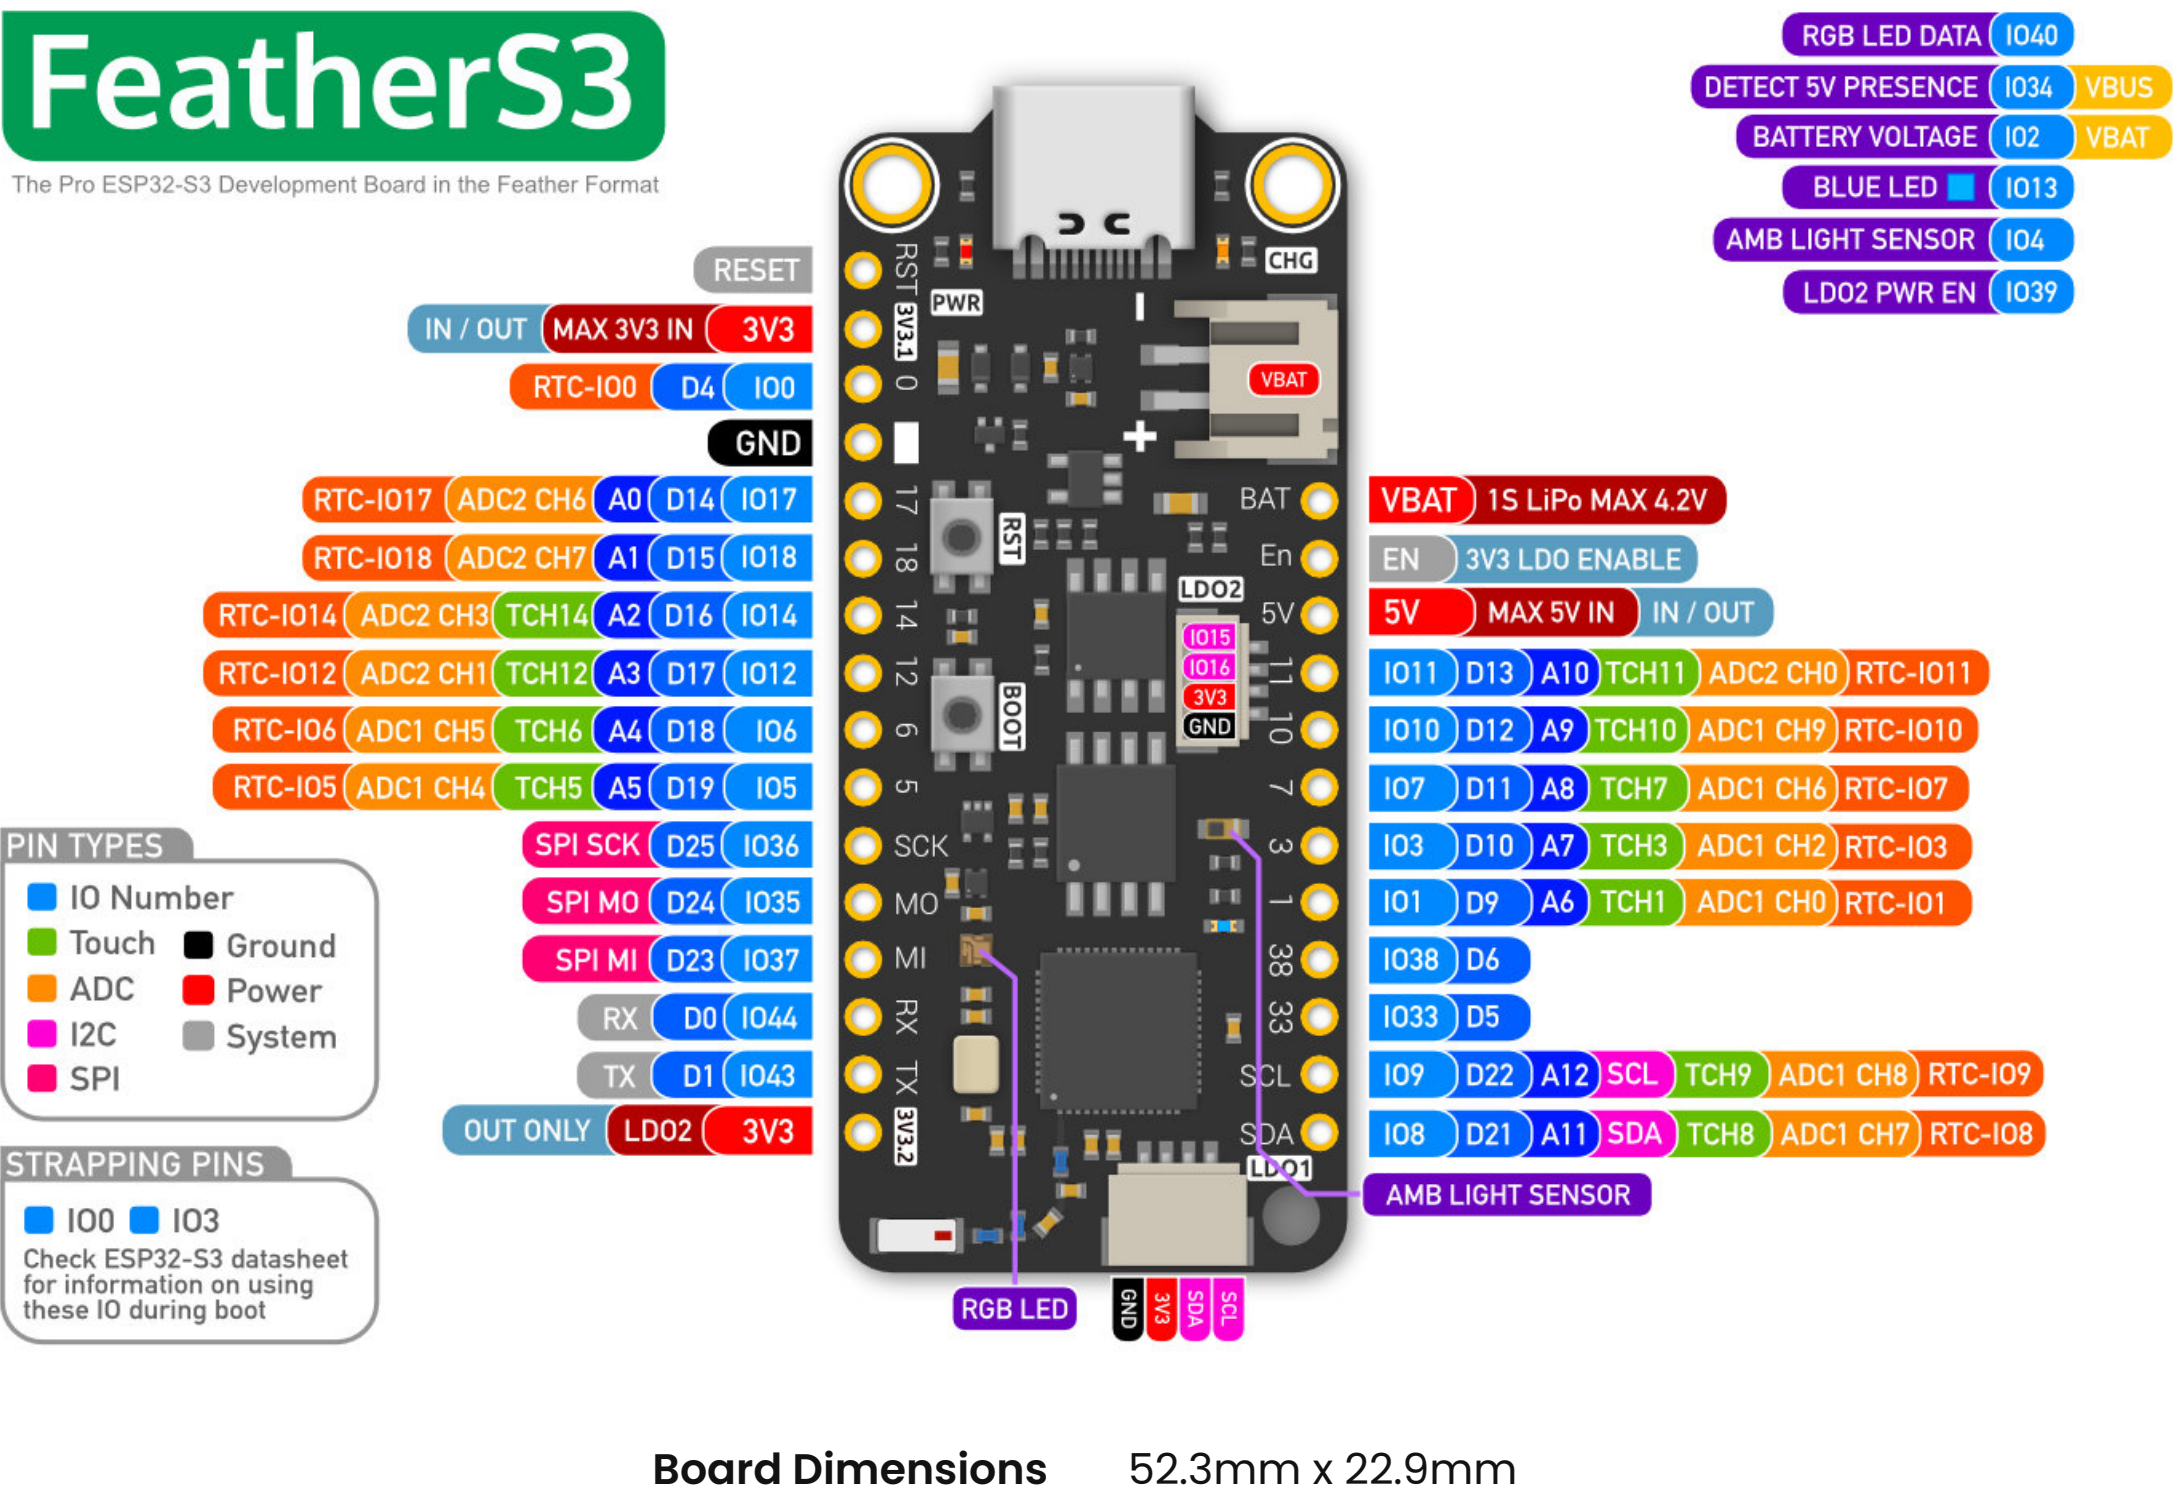 FeatherS3
The Pro ESP32-S3 Development Board in the Feather Format
RGB LED DATA IO40
DETECT 5V PRESENCE IO34 VBUS
BATTERY VOLTAGE IO2 VBAT
BLUE LED IO13
AMB LIGHT SENSOR IO4
LDO2 PWR EN IO39
RESET
IN / OUT MAX 3V3 IN 3V3
RTC-IO0 D4 IO0
GND
RTC-IO17 ADC2 CH6 A0 D14 IO17
RTC-IO18 ADC2 CH7 A1 D15 IO18
RTC-IO14 ADC2 CH3 TCH14 A2 D16 IO14
RTC-IO12 ADC2 CH1 TCH12 A3 D17 IO12
RTC-IO6 ADC1 CH5 TCH6 A4 D18 IO6
RTC-IO5 ADC1 CH4 TCH5 A5 D19 IO5
SPI SCK D25 IO36
SPI MO D24 IO35
SPI MI D23 IO37
RX D0 IO44
TX D1 IO43
OUT ONLY LDO2 3V3
RST
3V3.1
0
17
18
14
12
6
5
SCK
MO
MI
RX
TX
3V3.2
PWR
CHG
VBAT
RST
BOOT
LDO2
IO15
IO16
3V3
GND
LDO1
BAT
En
5V
11
10
7
3
1
38
33
SCL
SDA
VBAT 1S LiPo MAX 4.2V
EN 3V3 LDO ENABLE
5V MAX 5V IN IN / OUT
IO11 D13 A10 TCH11 ADC2 CH0 RTC-IO11
IO10 D12 A9 TCH10 ADC1 CH9 RTC-IO10
IO7 D11 A8 TCH7 ADC1 CH6 RTC-IO7
IO3 D10 A7 TCH3 ADC1 CH2 RTC-IO3
IO1 D9 A6 TCH1 ADC1 CH0 RTC-IO1
IO38 D6
IO33 D5
IO9 D22 A12 SCL TCH9 ADC1 CH8 RTC-IO9
IO8 D21 A11 SDA TCH8 ADC1 CH7 RTC-IO8
AMB LIGHT SENSOR
RGB LED
GND
3V3
SDA
SCL
PIN TYPES
IO Number
Touch
ADC
I2C
SPI
Ground
Power
System
STRAPPING PINS
IO0 IO3
Check ESP32-S3 datasheet
for information on using
these IO during boot
Board Dimensions 52.3mm x 22.9mm